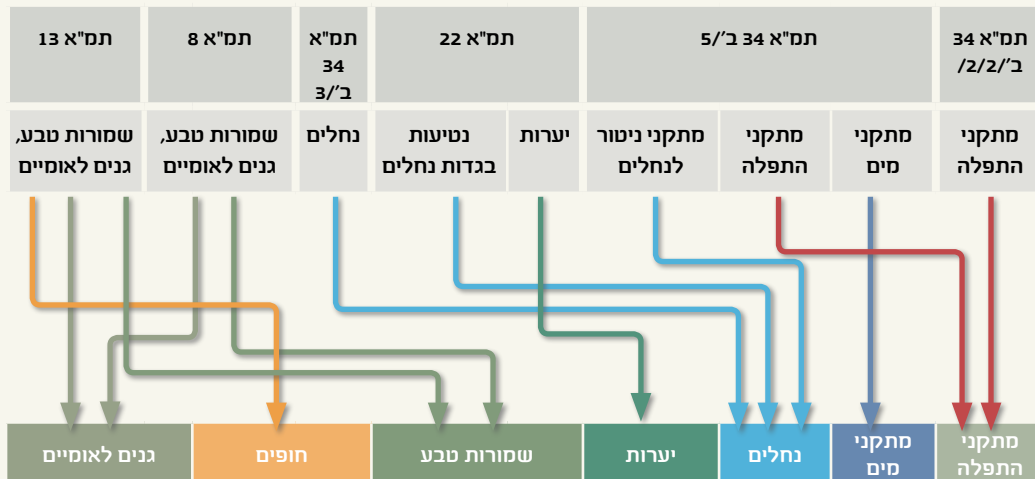 תמ"א 34
ב'/2/2/
תמ"א 34 ב'/5
תמ"א 22
תמ"א
34
ב'/3
תמ"א 8
תמ"א 13
מתקני
התפלה
מתקני
מים
מתקני
התפלה
מתקני ניטור
לנחלים
יערות
נטיעות
בגדות נחלים
נחלים
שמורות טבע,
גנים לאומיים
שמורות טבע,
גנים לאומיים
מתקני
התפלה
מתקני
מים
נחלים
יערות
שמורות טבע
חופים
גנים לאומיים